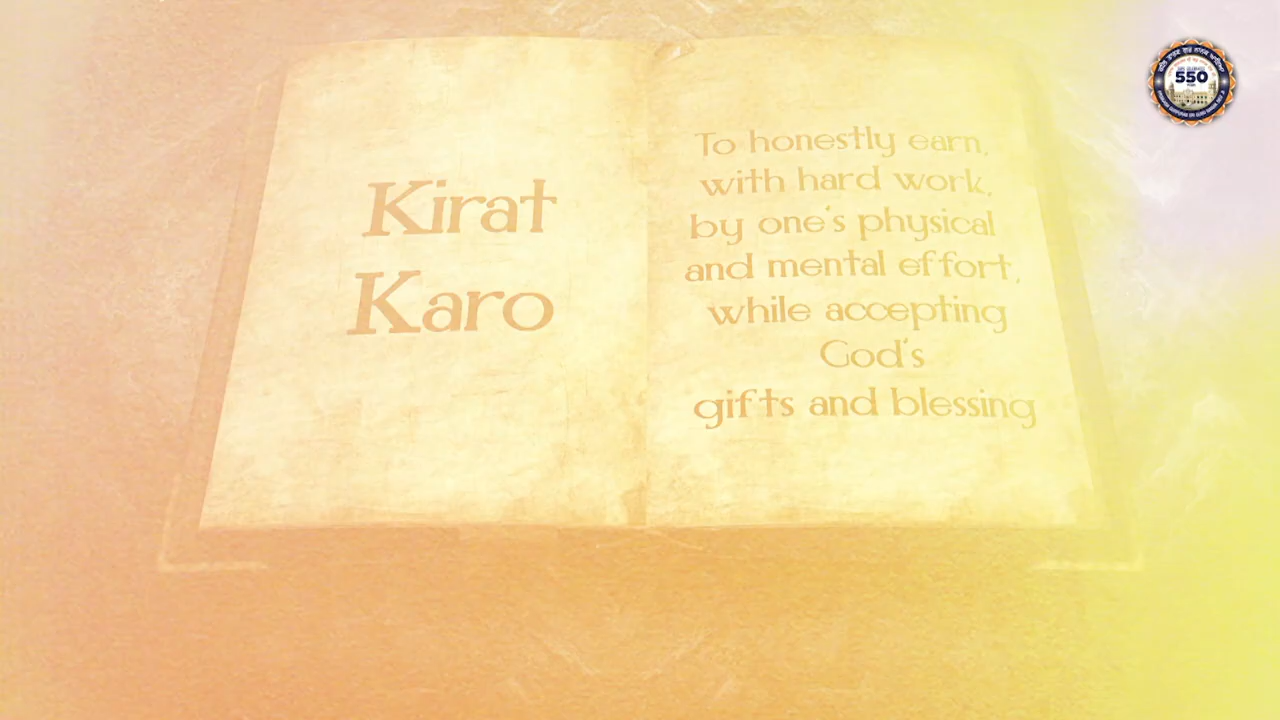 Kirat
Karo
To honestly earn,
with hard work,
by one's physical
and mental effort,
while accepting
God's
gifts and blessing
550